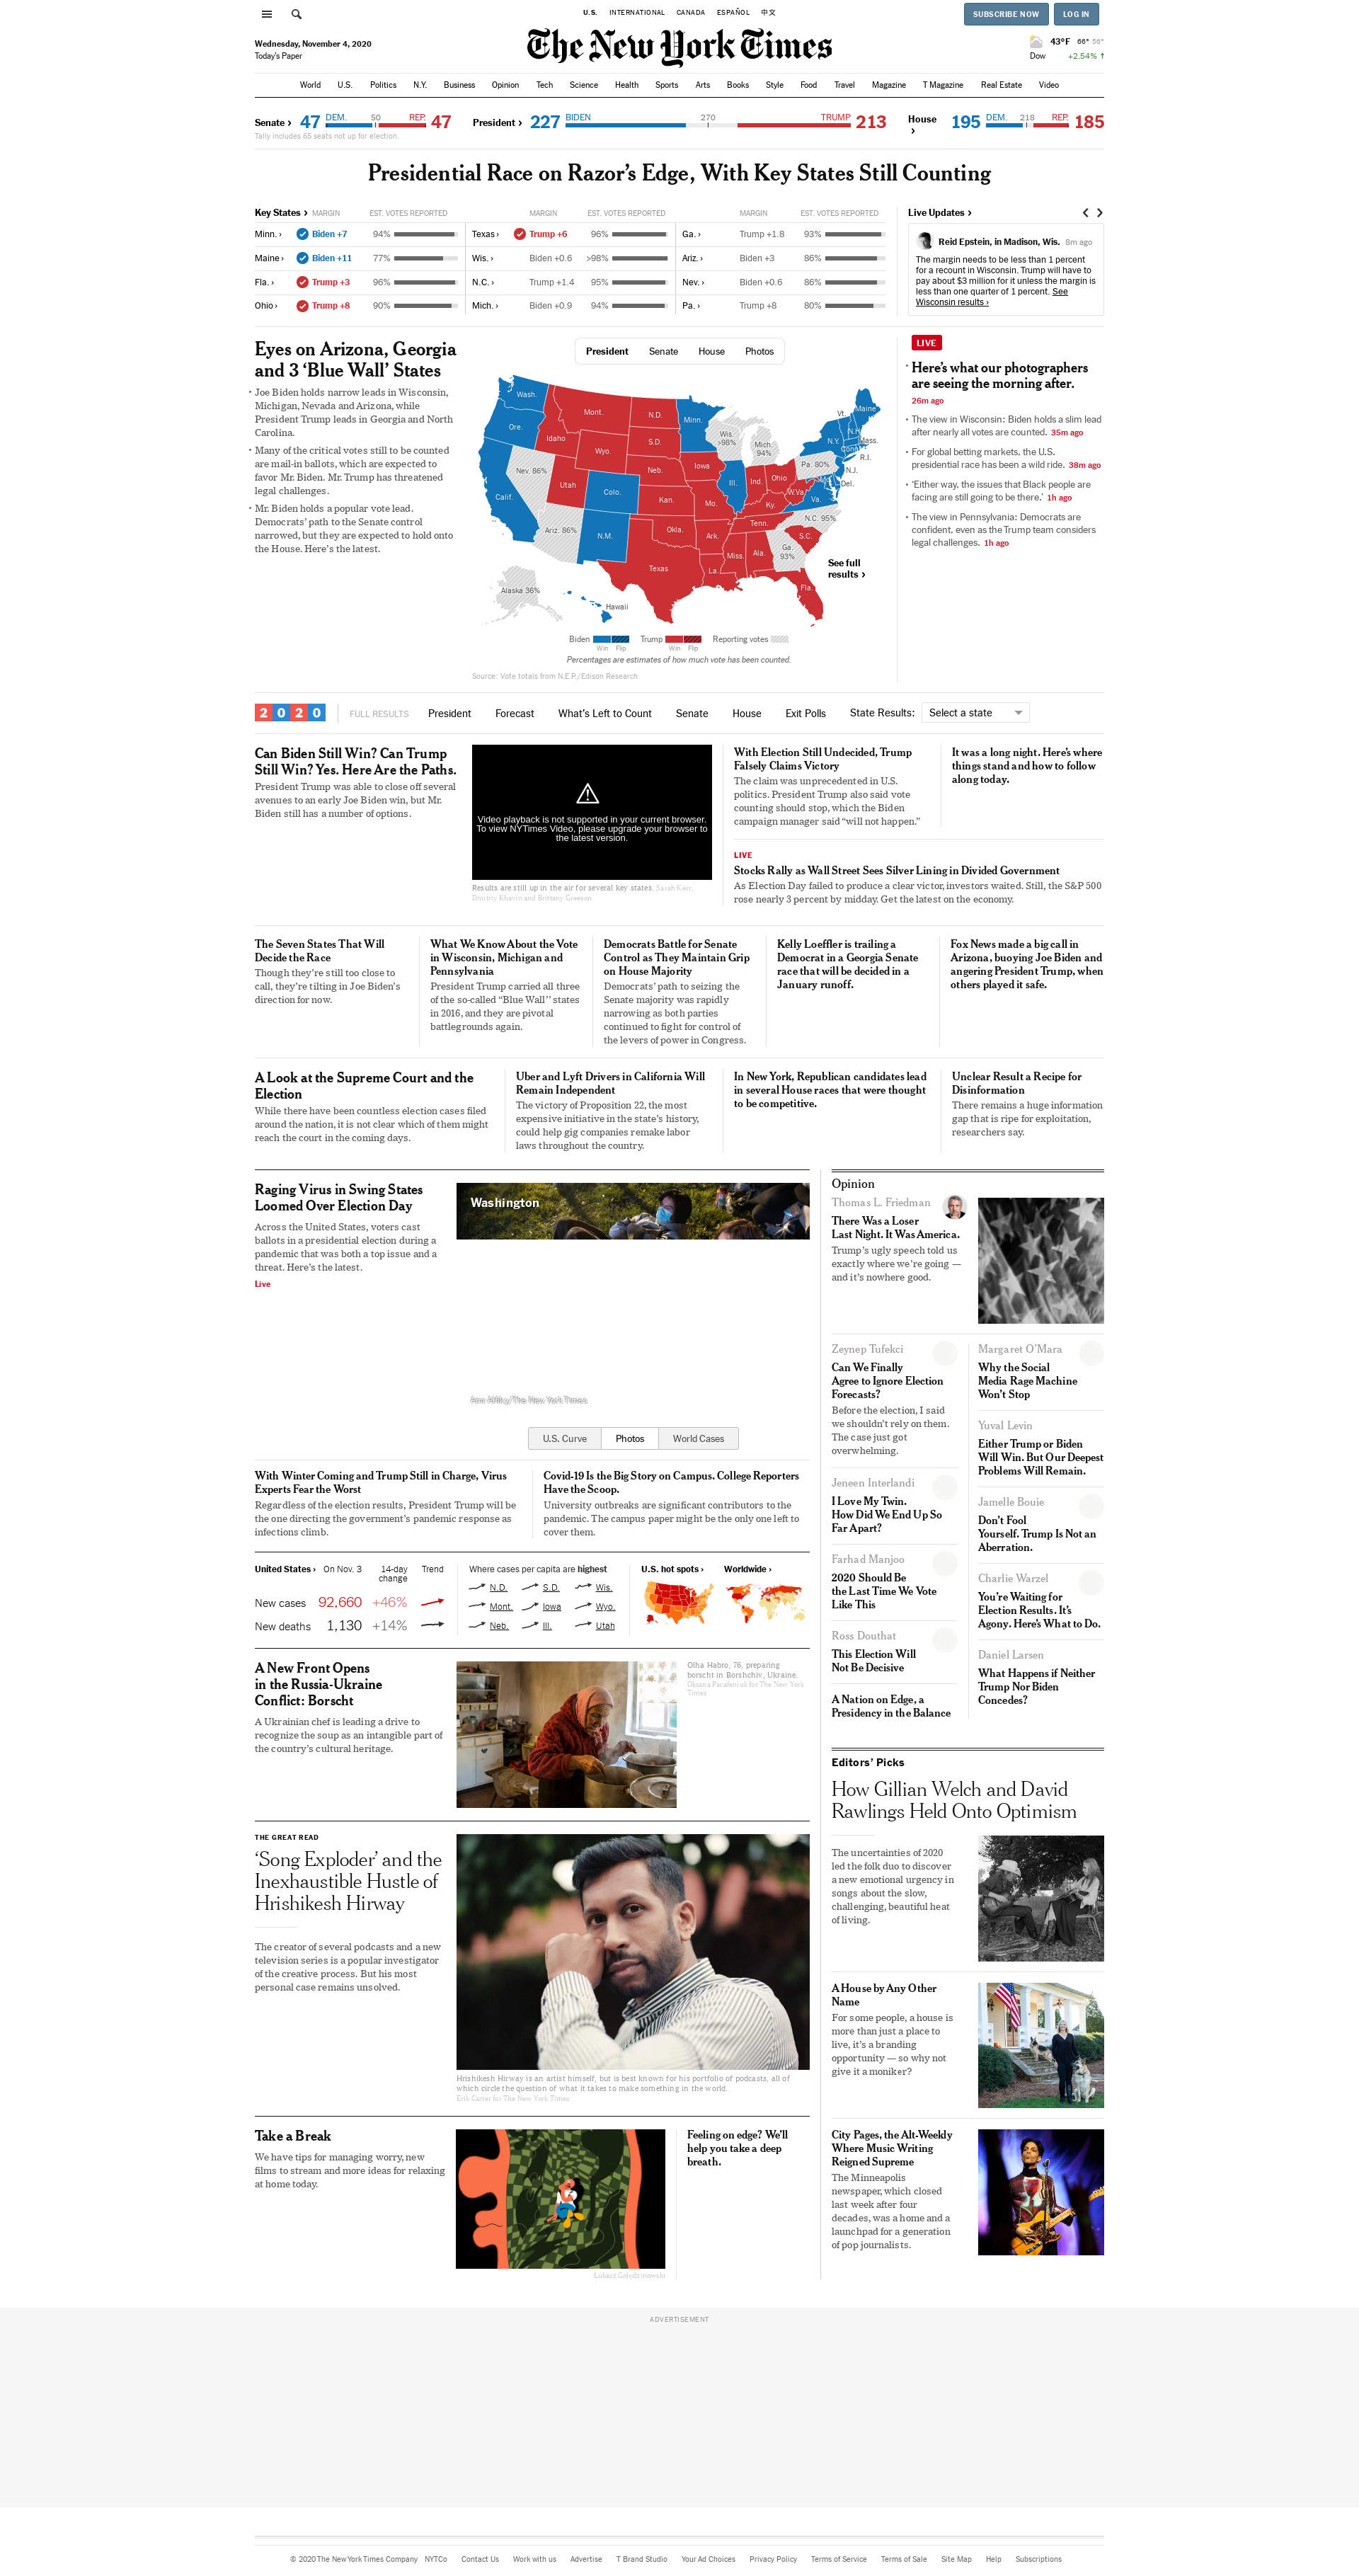 U.S. INTERNATIONAL CANADA ESPAÑOL 中文
SUBSCRIBE NOW LOG IN
Wednesday, November 4, 2020
Today's Paper
The New York Times
43°F 66° 56°
Dow +2.54% ↑
World U.S. Politics N.Y. Business Opinion Tech Science Health Sports Arts Books Style Food Travel Magazine T Magazine Real Estate Video
Senate › 47 DEM. 50 REP. 47
Tally includes 65 seats not up for election.
President › 227 BIDEN 270 TRUMP 213
House › 195 DEM. 218 REP. 185
Presidential Race on Razor's Edge, With Key States Still Counting
Key States › MARGIN EST. VOTES REPORTED MARGIN EST. VOTES REPORTED MARGIN EST. VOTES REPORTED
Minn. › Biden +7 94% Texas › Trump +6 96% Ga. › Trump +1.8 93%
Maine › Biden +11 77% Wis. › Biden +0.6 >98% Ariz. › Biden +3 86%
Fla. › Trump +3 96% N.C. › Trump +1.4 95% Nev. › Biden +0.6 86%
Ohio › Trump +8 90% Mich. › Biden +0.9 94% Pa. › Trump +8 80%
Live Updates ›
Reid Epstein, in Madison, Wis. 8m ago
The margin needs to be less than 1 percent
for a recount in Wisconsin. Trump will have to
pay about $3 million for it unless the margin is
less than one quarter of 1 percent. See
Wisconsin results ›
Eyes on Arizona, Georgia
and 3 'Blue Wall' States
Joe Biden holds narrow leads in Wisconsin,
Michigan, Nevada and Arizona, while
President Trump leads in Georgia and North
Carolina.
Many of the critical votes still to be counted
are mail-in ballots, which are expected to
favor Mr. Biden. Mr. Trump has threatened
legal challenges.
Mr. Biden holds a popular vote lead.
Democrats' path to the Senate control
narrowed, but they are expected to hold onto
the House. Here's the latest.
President Senate House Photos
Wash.
Ore.
Calif.
Nev. 86%
Idaho
Mont.
Wyo.
Utah
Colo.
Ariz. 86%
N.M.
N.D.
S.D.
Neb.
Kan.
Okla.
Texas
Minn.
Iowa
Mo.
Ark.
La.
Wis.
>98%
Ill.
Mich.
94%
Ind.
Ohio
Ky.
Tenn.
Miss.
Ala.
Ga.
93%
Fla.
S.C.
N.C. 95%
Va.
W.Va.
Pa. 80%
N.Y.
Vt.
N.H.
Maine
Mass.
R.I.
Conn.
N.J.
Del.
Alaska 36%
Hawaii
See full
results ›
Biden Trump Reporting votes
Win Flip Win Flip
Percentages are estimates of how much vote has been counted.
Source: Vote totals from N.E.P./Edison Research
LIVE
Here's what our photographers
are seeing the morning after.
26m ago
The view in Wisconsin: Biden holds a slim lead
after nearly all votes are counted. 35m ago
For global betting markets, the U.S.
presidential race has been a wild ride. 38m ago
'Either way, the issues that Black people are
facing are still going to be there.' 1h ago
The view in Pennsylvania: Democrats are
confident, even as the Trump team considers
legal challenges. 1h ago
2020 FULL RESULTS President Forecast What's Left to Count Senate House Exit Polls State Results: Select a state
Can Biden Still Win? Can Trump
Still Win? Yes. Here Are the Paths.
President Trump was able to close off several
avenues to an early Joe Biden win, but Mr.
Biden still has a number of options.
Video playback is not supported in your current browser.
To view NYTimes Video, please upgrade your browser to
the latest version.
Results are still up in the air for several key states. Sarah Kerr,
Dmitriy Khavin and Brittany Greeson
With Election Still Undecided, Trump
Falsely Claims Victory
The claim was unprecedented in U.S.
politics. President Trump also said vote
counting should stop, which the Biden
campaign manager said "will not happen."
It was a long night. Here's where
things stand and how to follow
along today.
LIVE
Stocks Rally as Wall Street Sees Silver Lining in Divided Government
As Election Day failed to produce a clear victor, investors waited. Still, the S&P 500
rose nearly 3 percent by midday. Get the latest on the economy.
The Seven States That Will
Decide the Race
Though they're still too close to
call, they're tilting in Joe Biden's
direction for now.
What We Know About the Vote
in Wisconsin, Michigan and
Pennsylvania
President Trump carried all three
of the so-called "Blue Wall" states
in 2016, and they are pivotal
battlegrounds again.
Democrats Battle for Senate
Control as They Maintain Grip
on House Majority
Democrats' path to seizing the
Senate majority was rapidly
narrowing as both parties
continued to fight for control of
the levers of power in Congress.
Kelly Loeffler is trailing a
Democrat in a Georgia Senate
race that will be decided in a
January runoff.
Fox News made a big call in
Arizona, buoying Joe Biden and
angering President Trump, when
others played it safe.
A Look at the Supreme Court and the
Election
While there have been countless election cases filed
around the nation, it is not clear which of them might
reach the court in the coming days.
Uber and Lyft Drivers in California Will
Remain Independent
The victory of Proposition 22, the most
expensive initiative in the state's history,
could help gig companies remake labor
laws throughout the country.
In New York, Republican candidates lead
in several House races that were thought
to be competitive.
Unclear Result a Recipe for
Disinformation
There remains a huge information
gap that is ripe for exploitation,
researchers say.
Raging Virus in Swing States
Loomed Over Election Day
Across the United States, voters cast
ballots in a presidential election during a
pandemic that was both a top issue and a
threat. Here's the latest.
Live
Washington
The New York Times
U.S. Curve Photos World Cases
With Winter Coming and Trump Still in Charge, Virus
Experts Fear the Worst
Regardless of the election results, President Trump will be
the one directing the government's pandemic response as
infections climb.
Covid-19 Is the Big Story on Campus. College Reporters
Have the Scoop.
University outbreaks are significant contributors to the
pandemic. The campus paper might be the only one left to
cover them.
United States › On Nov. 3 14-day
change Trend
New cases 92,660 +46%
New deaths 1,130 +14%
Where cases per capita are highest
N.D. S.D. Wis.
Mont. Iowa Wyo.
Neb. Ill. Utah
U.S. hot spots › Worldwide ›
A New Front Opens
in the Russia-Ukraine
Conflict: Borscht
A Ukrainian chef is leading a drive to
recognize the soup as an intangible part of
the country's cultural heritage.
Olha Habro, 76, preparing
borscht in Borshchiv, Ukraine.
Oksana Parafeniuk for The New York
Times
THE GREAT READ
'Song Exploder' and the
Inexhaustible Hustle of
Hrishikesh Hirway
The creator of several podcasts and a new
television series is a popular investigator
of the creative process. But his most
personal case remains unsolved.
Hrishikesh Hirway is an artist himself, but is best known for his portfolio of podcasts, all of
which circle the question of what it takes to make something in the world.
Erik Carter for The New York Times
Take a Break
We have tips for managing worry, new
films to stream and more ideas for relaxing
at home today.
Feeling on edge? We'll
help you take a deep
breath.
Opinion
Thomas L. Friedman
There Was a Loser
Last Night. It Was America.
Trump's ugly speech told us
exactly where we're going —
and it's nowhere good.
Zeynep Tufekci
Can We Finally
Agree to Ignore Election
Forecasts?
Before the election, I said
we shouldn't rely on them.
The case just got
overwhelming.
Jeneen Interlandi
I Love My Twin.
How Did We End Up So
Far Apart?
Farhad Manjoo
2020 Should Be
the Last Time We Vote
Like This
Ross Douthat
This Election Will
Not Be Decisive
A Nation on Edge, a
Presidency in the Balance
Margaret O'Mara
Why the Social
Media Rage Machine
Won't Stop
Yuval Levin
Either Trump or Biden
Will Win. But Our Deepest
Problems Will Remain.
Jamelle Bouie
Don't Fool
Yourself. Trump Is Not an
Aberration.
Charlie Warzel
You're Waiting for
Election Results. It's
Agony. Here's What to Do.
Daniel Larsen
What Happens if Neither
Trump Nor Biden
Concedes?
Editors' Picks
How Gillian Welch and David
Rawlings Held Onto Optimism
The uncertainties of 2020
led the folk duo to discover
a new emotional urgency in
songs about the slow,
challenging, beautiful heat
of living.
A House by Any Other
Name
For some people, a house is
more than just a place to
live, it's a branding
opportunity — so why not
give it a moniker?
City Pages, the Alt-Weekly
Where Music Writing
Reigned Supreme
The Minneapolis
newspaper, which closed
last week after four
decades, was a home and a
launchpad for a generation
of pop journalists.
ADVERTISEMENT
© 2020 The New York Times Company NYTCo Contact Us Work with us Advertise T Brand Studio Your Ad Choices Privacy Policy Terms of Service Terms of Sale Site Map Help Subscriptions